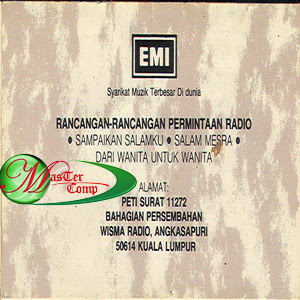 EMI
Syarikat Muzik Terbesar Di dunia
RANCANGAN-RANCANGAN PERMINTAAN RADIO
• SAMPAIKAN SALAMKU • SALAM MESRA •
DARI WANITA UNTUK WANITA
MasTer
Comp
ALAMAT:
PETI SURAT 11272
BAHAGIAN PERSEMBAHAN
WISMA RADIO, ANGKASAPURI
50614 KUALA LUMPUR